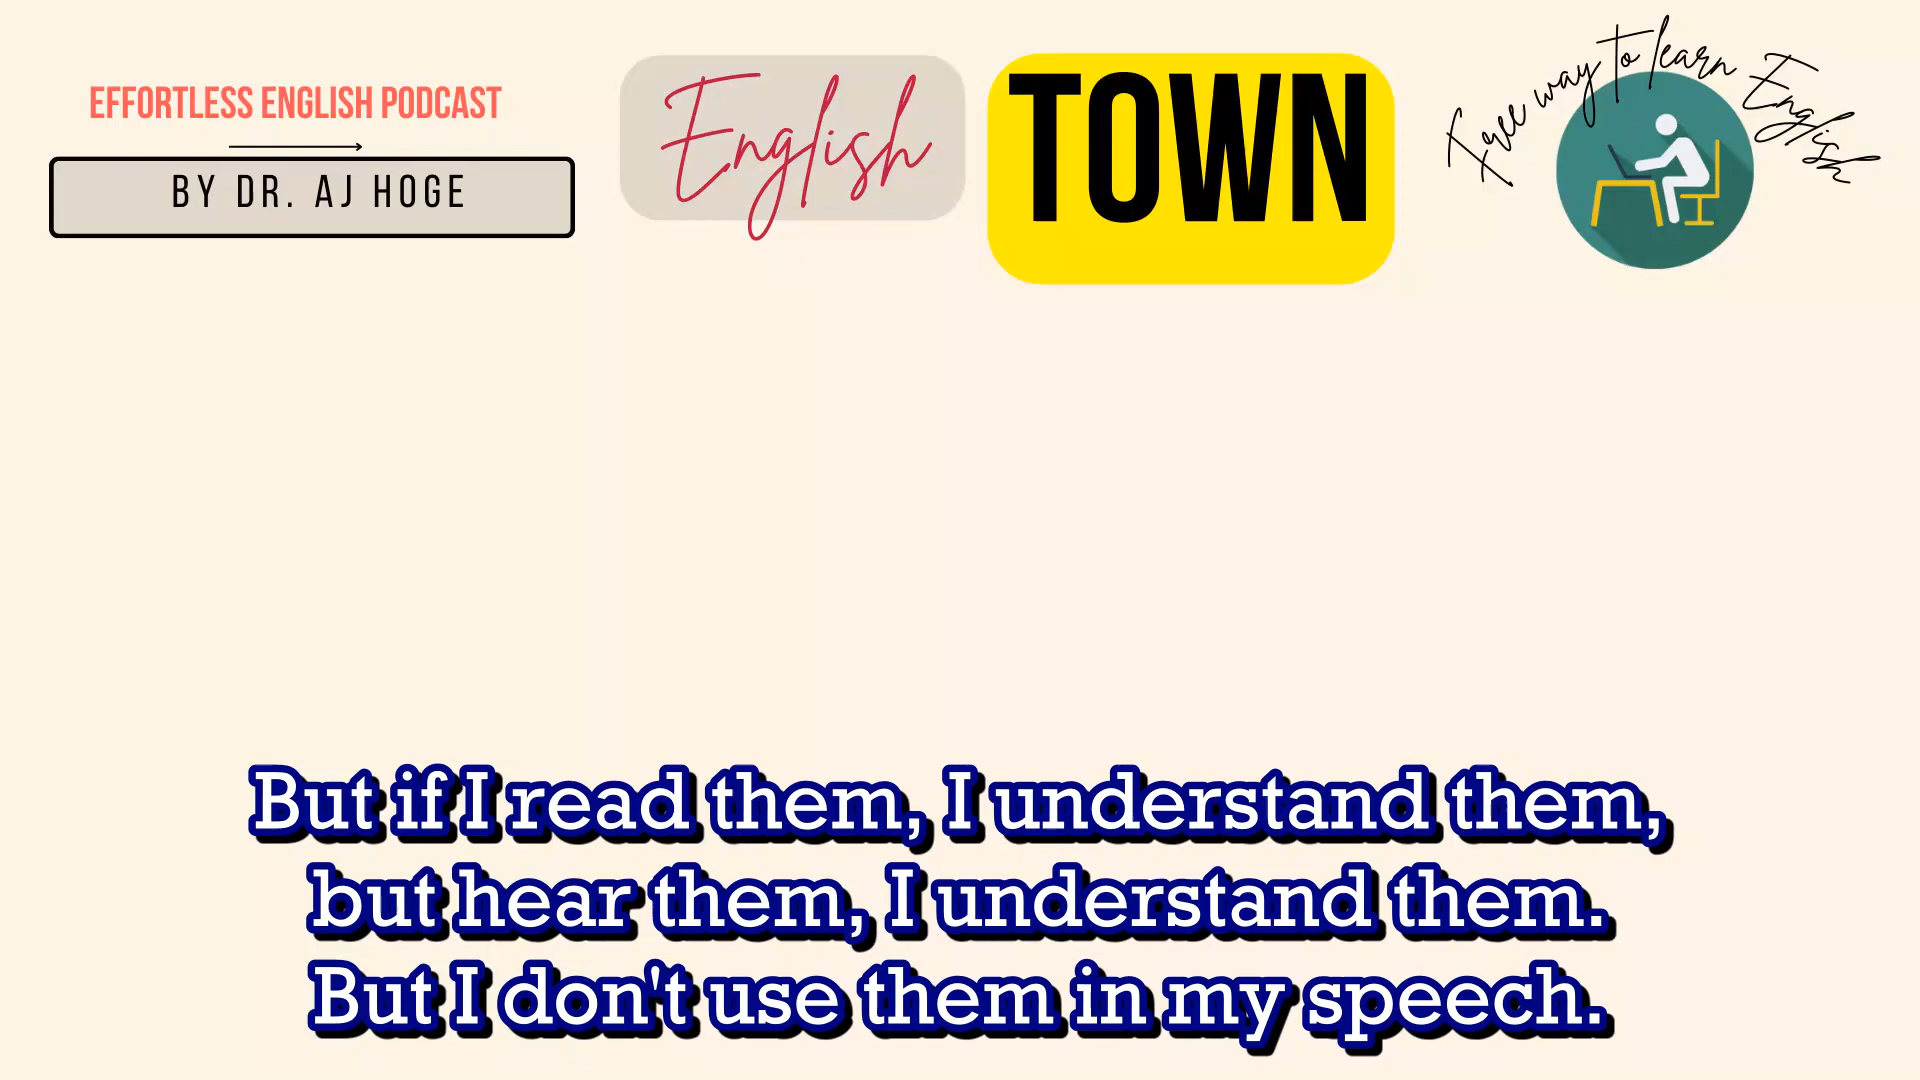 EFFORTLESS ENGLISH PODCAST
BY DR. AJ HOGE
English
TOWN
Free way to learn English
But if I read them, I understand them,
but hear them, I understand them.
But I don't use them in my speech.